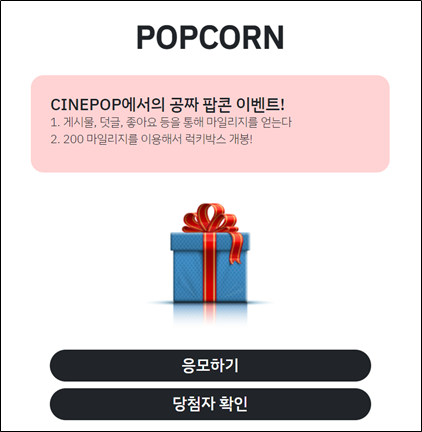 POPCORN
CINEPOP에서의 공짜 팝콘 이벤트!
1. 게시물, 덧글, 좋아요 등을 통해 마일리지를 얻는다
2. 200 마일리지를 이용해서 럭키박스 개봉!
응모하기
당첨자 확인